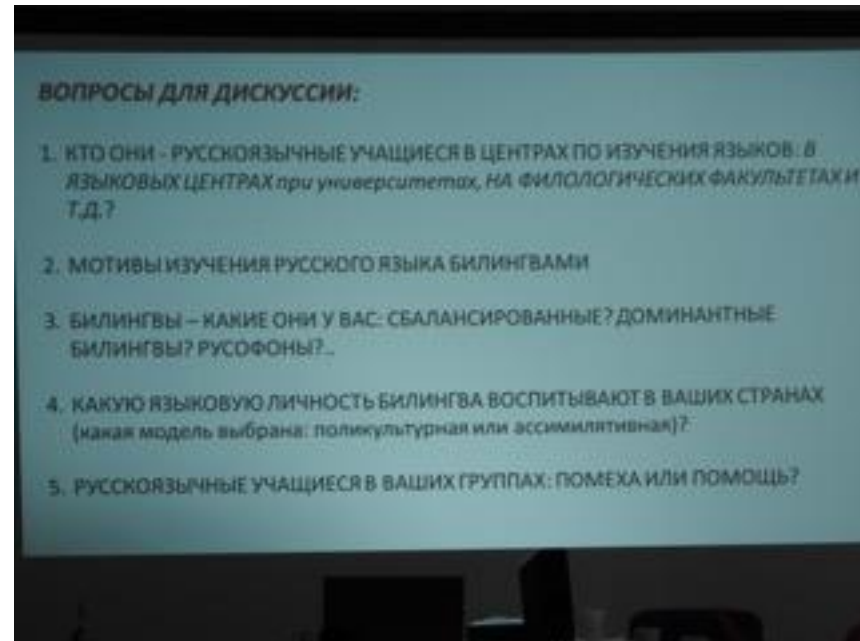 ВОПРОСЫ ДЛЯ ДИСКУССИИ:
1. КТО ОНИ - РУССКОЯЗЫЧНЫЕ УЧАЩИЕСЯ В ЦЕНТРАХ ПО ИЗУЧЕНИЯ ЯЗЫКОВ. В
ЯЗЫКОВЫХ ЦЕНТРАХ при университетах, НА ФИЛОЛОГИЧЕСКИХ ФАКУЛЬТЕТАХ И
Т.Д.?
2. МОТИВЫ ИЗУЧЕНИЯ РУССКОГО ЯЗЫКА БИЛИНГВАМИ
3. БИЛИНГВЫ – КАКИЕ ОНИ У ВАС: СБАЛАНСИРОВАННЫЕ? ДОМИНАНТНЫЕ
БИЛИНГВЫ? РУСОФОНЫ?..
4. КАКУЮ ЯЗЫКОВУЮ ЛИЧНОСТЬ БИЛИНГВА ВОСПИТЫВАЮТ В ВАШИХ СТРАНАХ
(какая модель выбрана: поликультурная или ассимилятивная)?
5. РУССКОЯЗЫЧНЫЕ УЧАЩИЕСЯ В ВАШИХ ГРУППАХ: ПОМЕХА ИЛИ ПОМОЩЬ?